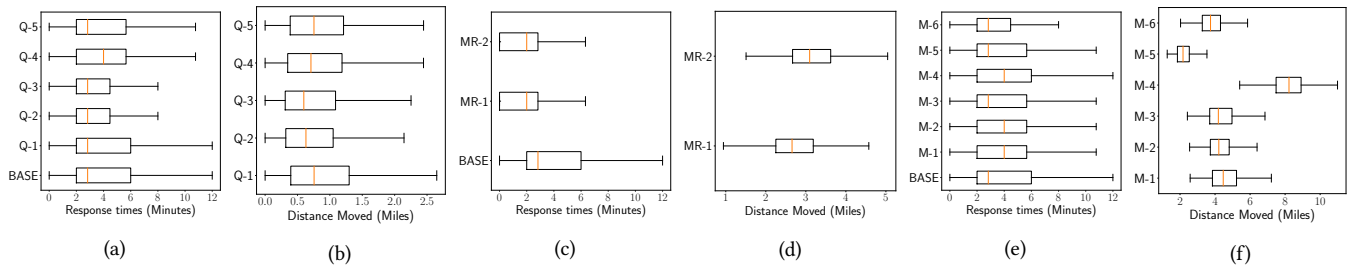 Q-5
Q-4
Q-3
Q-2
Q-1
BASE
0 2 4 6 8 10 12
Response times (Minutes)
(a)
Q-5
Q-4
Q-3
Q-2
Q-1
0.0 0.5 1.0 1.5 2.0 2.5
Distance Moved (Miles)
(b)
MR-2
MR-1
BASE
0 2 4 6 8 10 12
Response times (Minutes)
(c)
MR-2
MR-1
1 2 3 4 5
Distance Moved (Miles)
(d)
M-6
M-5
M-4
M-3
M-2
M-1
BASE
0 2 4 6 8 10 12
Response times (Minutes)
(e)
M-6
M-5
M-4
M-3
M-2
M-1
2 4 6 8 10
Distance Moved (Miles)
(f)